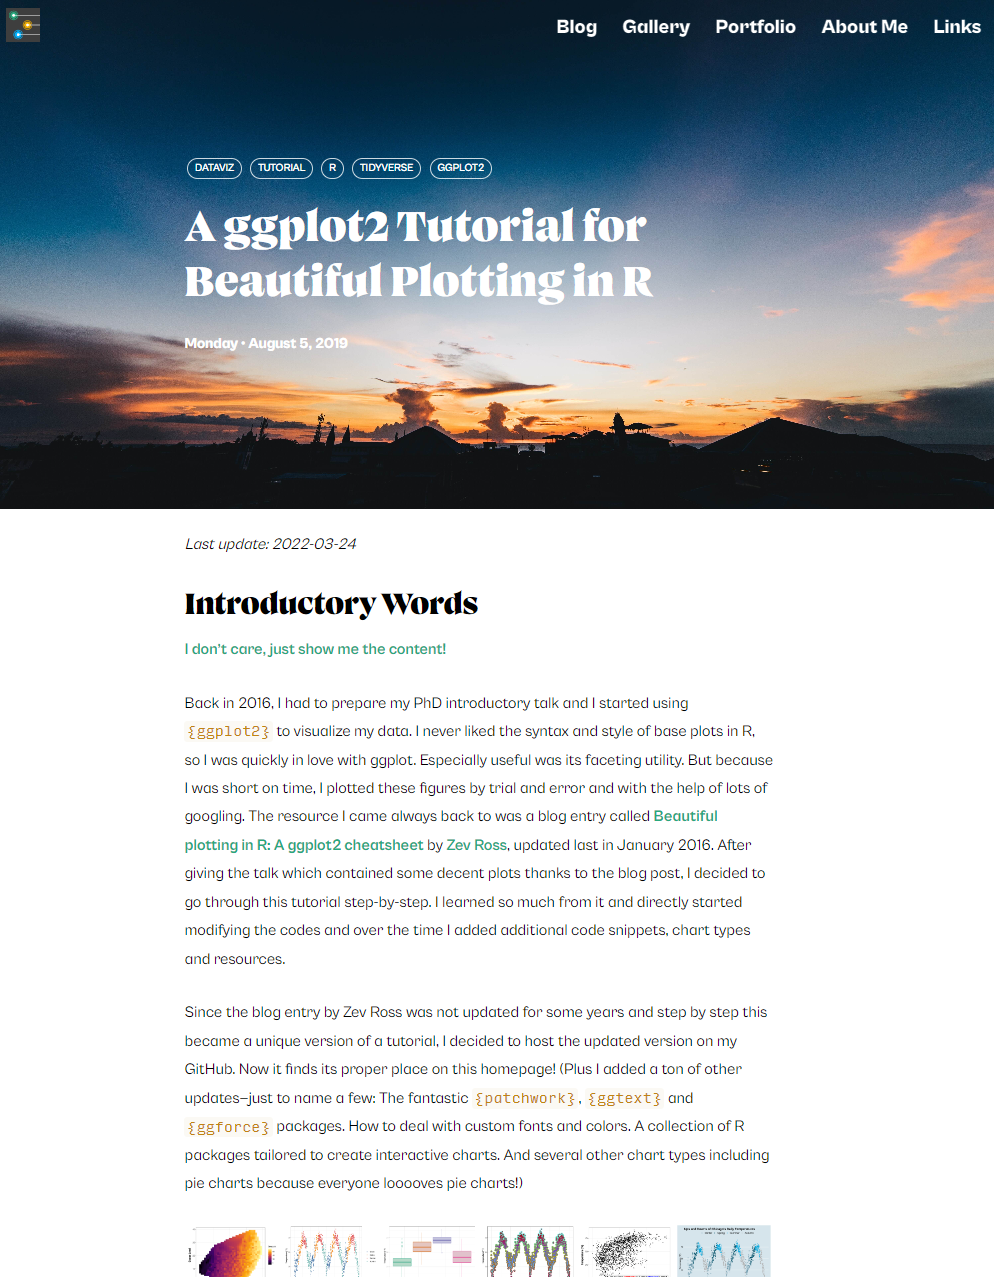 Blog Gallery Portfolio About Me Links
DATAVIZ TUTORIAL R TIDYVERSE GGPLOT2
A ggplot2 Tutorial for
Beautiful Plotting in R
Monday • August 5, 2019
Last update: 2022-03-24
Introductory Words
I don't care, just show me the content!
Back in 2016, I had to prepare my PhD introductory talk and I started using
{ggplot2} to visualize my data. I never liked the syntax and style of base plots in R,
so I was quickly in love with ggplot. Especially useful was its faceting utility. But because
I was short on time, I plotted these figures by trial and error and with the help of lots of
googling. The resource I came always back to was a blog entry called Beautiful
plotting in R: A ggplot2 cheatsheet by Zev Ross, updated last in January 2016. After
giving the talk which contained some decent plots thanks to the blog post, I decided to
go through this tutorial step-by-step. I learned so much from it and directly started
modifying the codes and over the time I added additional code snippets, chart types
and resources.
Since the blog entry by Zev Ross was not updated for some years and step by step this
became a unique version of a tutorial, I decided to host the updated version on my
GitHub. Now it finds its proper place on this homepage! (Plus I added a ton of other
updates–just to name a few: The fantastic {patchwork}, {ggtext} and
{ggforce} packages. How to deal with custom fonts and colors. A collection of R
packages tailored to create interactive charts. And several other chart types including
pie charts because everyone looooves pie charts!)